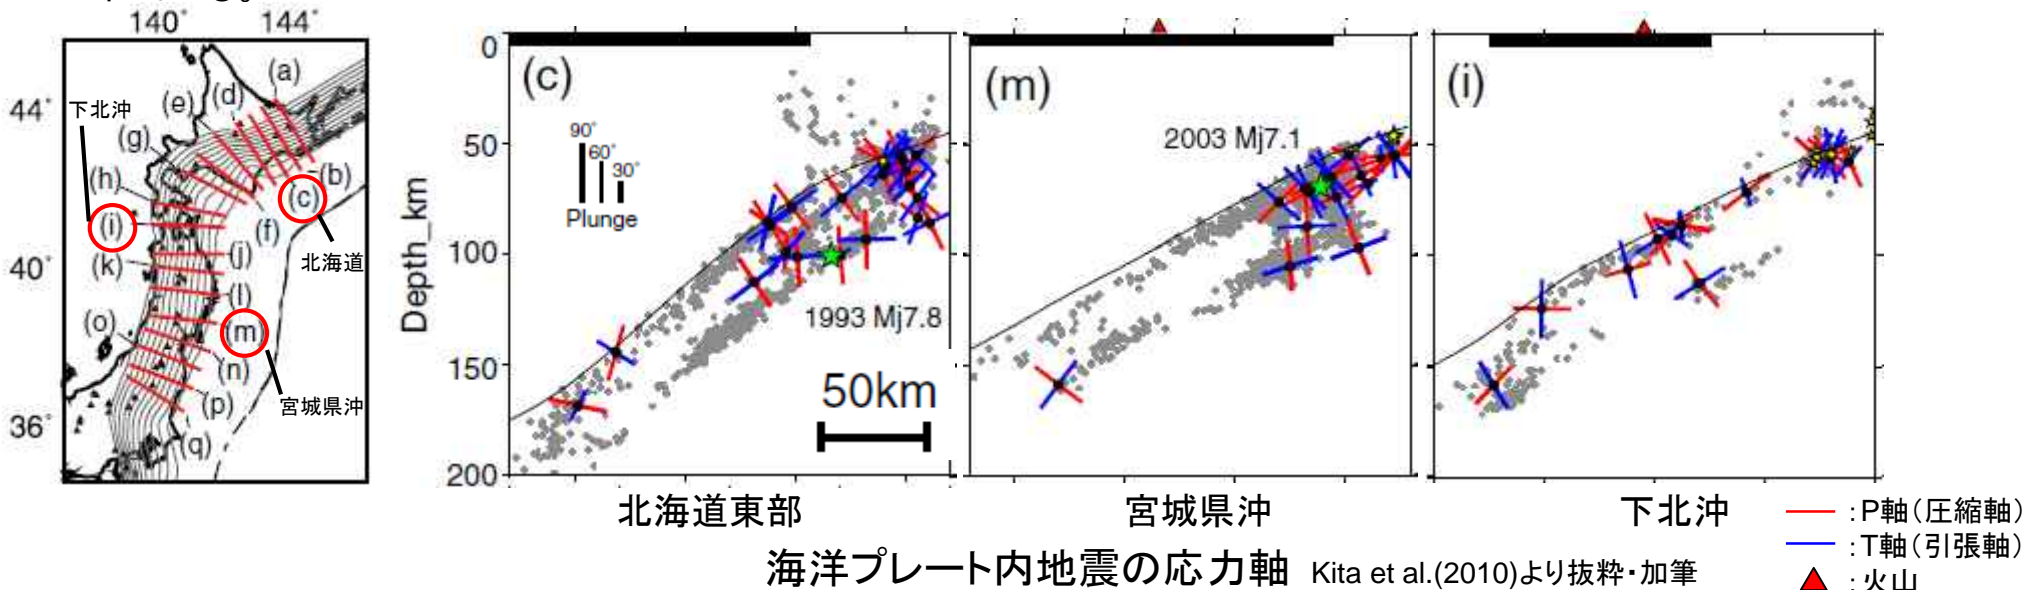 140° 144°
44°
40°
36°
(a)
(d)
(e)
(g)
(b)
(h)
(c)
(i)
(f)
(k)
(j)
(l)
(o)
(m)
(n)
(p)
(q)
下北沖
北海道
宮城県沖
Depth_km
0
50
100
150
200
(c)
90°
60°
30°
Plunge
1993 Mj7.8
50km
(m)
2003 Mj7.1
(i)
北海道東部
宮城県沖
下北沖
:P軸(圧縮軸)
:T軸(引張軸)
:火山
海洋プレート内地震の応力軸 Kita et al.(2010)より抜粋・加筆